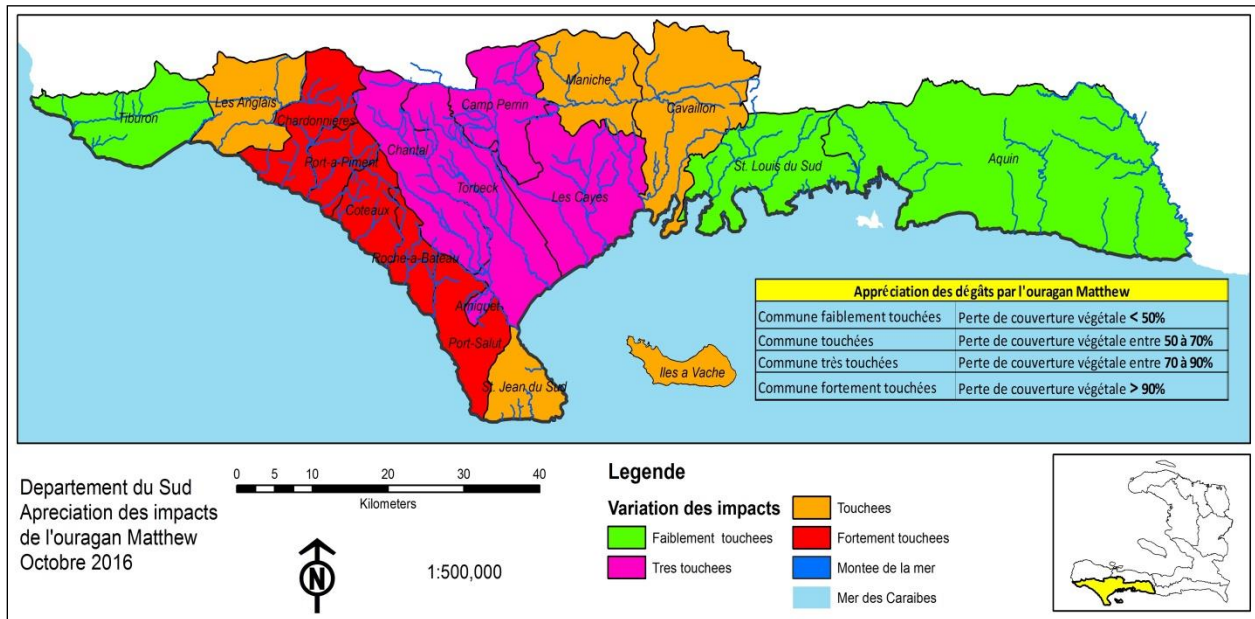 Tiburon
Les Anglais
Chardonnières
Port-a-Piment
Coteaux
Roche-a-Bateau
Chantal
Torbeck
Camp Perrin
Les Cayes
Maniche
Cavaillon
St. Louis du Sud
Aquin
Arniquet
Port-Salut
St. Jean du Sud
Iles a Vache
Appréciation des dégâts par l'ouragan Matthew
Commune faiblement touchées Perte de couverture végétale < 50%
Commune touchées Perte de couverture végétale entre 50 à 70%
Commune très touchées Perte de couverture végétale entre 70 à 90%
Commune fortement touchées Perte de couverture végétale > 90%
Departement du Sud
Apreciation des impacts
de l'ouragan Matthew
Octobre 2016
0 5 10 20 30 40
Kilometers
N
1:500,000
Legende
Variation des impacts
Faiblement touchees
Tres touchees
Touchees
Fortement touchees
Montee de la mer
Mer des Caraibes